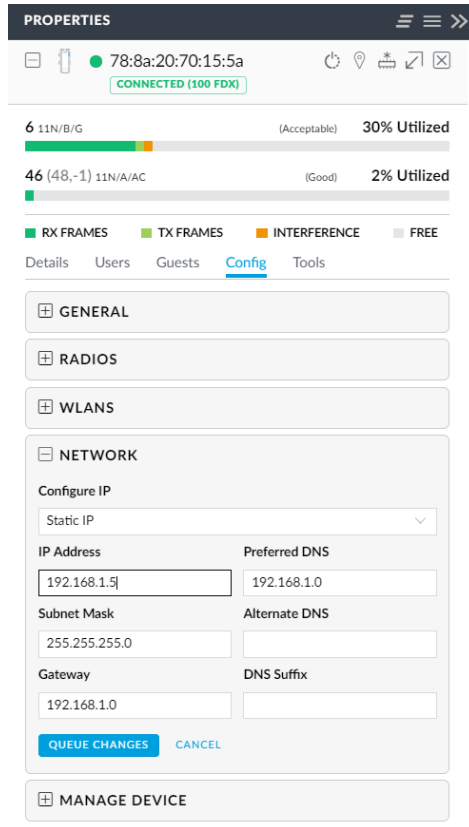 PROPERTIES
78:8a:20:70:15:5a
CONNECTED (100 FDX)
6 11N/B/G (Acceptable) 30% Utilized
46 (48,-1) 11N/A/AC (Good) 2% Utilized
RX FRAMES TX FRAMES INTERFERENCE FREE
Details Users Guests Config Tools
GENERAL
RADIOS
WLANS
NETWORK
Configure IP
Static IP
IP Address Preferred DNS
192.168.1.5 192.168.1.0
Subnet Mask Alternate DNS
255.255.255.0
Gateway DNS Suffix
192.168.1.0
QUEUE CHANGES CANCEL
MANAGE DEVICE